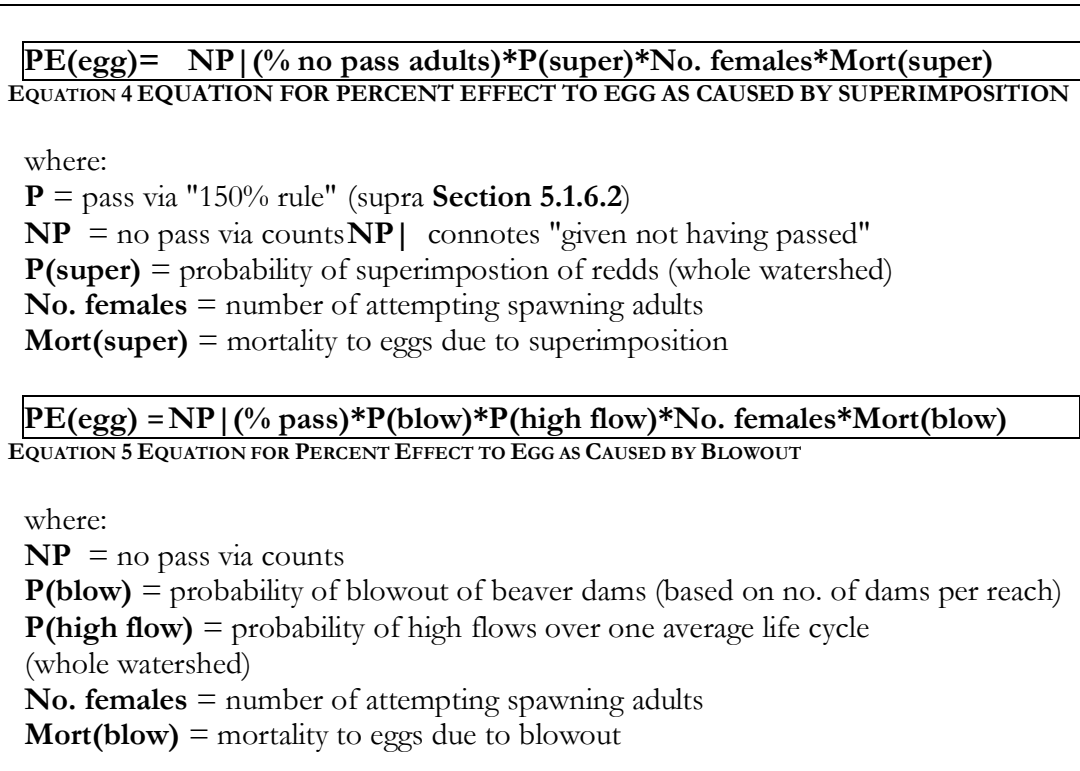 PE(egg)= NP|(% no pass adults)*P(super)*No. females*Mort(super)
EQUATION 4 EQUATION FOR PERCENT EFFECT TO EGG AS CAUSED BY SUPERIMPOSITION
where:
P = pass via "150% rule" (supra Section 5.1.6.2)
NP = no pass via countsNP| connotes "given not having passed"
P(super) = probability of superimpostion of redds (whole watershed)
No. females = number of attempting spawning adults
Mort(super) = mortality to eggs due to superimposition
PE(egg) =NP|(% pass)*P(blow)*P(high flow)*No. females*Mort(blow)
EQUATION 5 EQUATION FOR PERCENT EFFECT TO EGG AS CAUSED BY BLOWOUT
where:
NP = no pass via counts
P(blow) = probability of blowout of beaver dams (based on no. of dams per reach)
P(high flow) = probability of high flows over one average life cycle
(whole watershed)
No. females = number of attempting spawning adults
Mort(blow) = mortality to eggs due to blowout